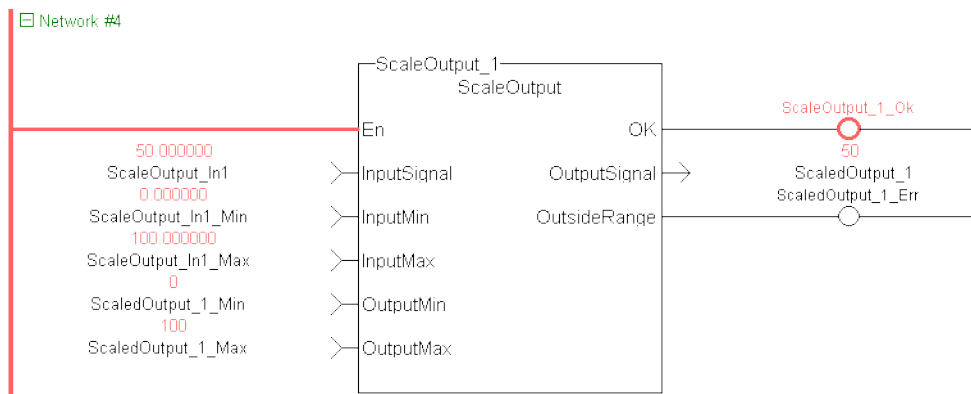 Network #4
ScaleOutput_1
ScaleOutput
ScaleOutput_1_Ok
En
OK
50.000000
50
ScaleOutput_In1
InputSignal
OutputSignal
ScaledOutput_1
0.000000
ScaledOutput_1_Err
ScaleOutput_In1_Min
InputMin
OutsideRange
100.000000
ScaleOutput_In1_Max
InputMax
0
ScaledOutput_1_Min
OutputMin
100
ScaledOutput_1_Max
OutputMax